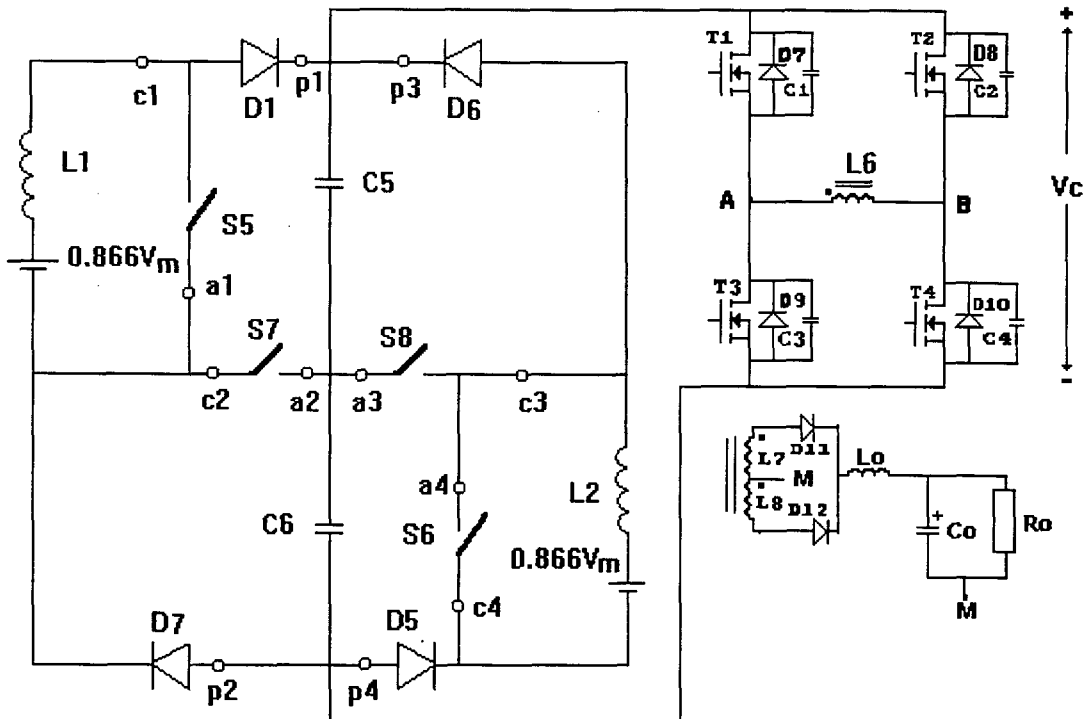 c1
D1
p1
p3
D6
L1
S5
0.866Vm
a1
C5
S7
S8
c2
a2
a3
c3
a4
L2
C6
S6
0.866Vm
c4
D7
D5
p2
p4
T1
D7
C1
T2
D8
C2
+
A
L6
B
Vc
T3
D9
C3
T4
D10
C4
-
L7
D11
M
L8
D12
Lo
+
Co
Ro
M